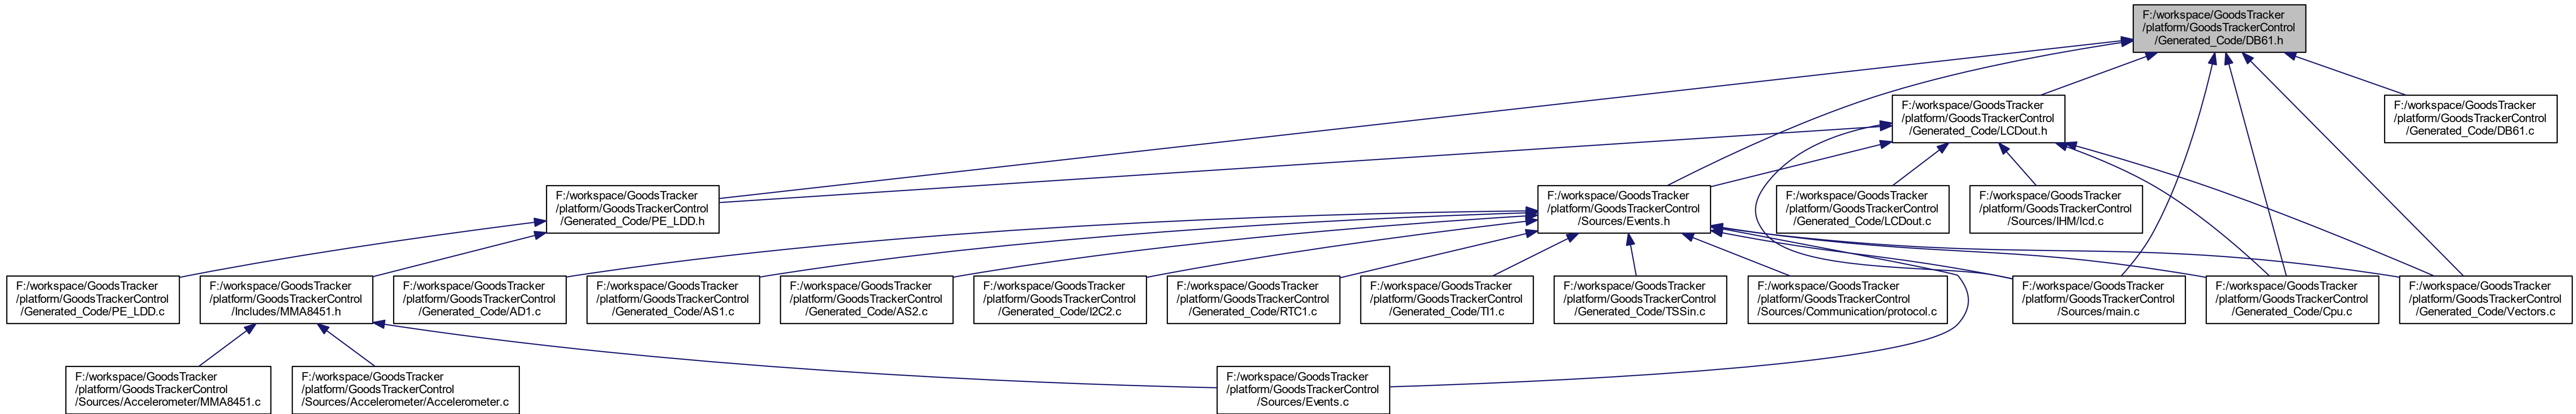 F:/workspace/GoodsTracker
/platform/GoodsTrackerControl
/Generated_Code/DB61.h
F:/workspace/GoodsTracker
/platform/GoodsTrackerControl
/Generated_Code/LCDout.h
F:/workspace/GoodsTracker
/platform/GoodsTrackerControl
/Generated_Code/DB61.c
F:/workspace/GoodsTracker
/platform/GoodsTrackerControl
/Generated_Code/PE_LDD.h
F:/workspace/GoodsTracker
/platform/GoodsTrackerControl
/Sources/Events.h
F:/workspace/GoodsTracker
/platform/GoodsTrackerControl
/Generated_Code/LCDout.c
F:/workspace/GoodsTracker
/platform/GoodsTrackerControl
/Sources/IHM/lcd.c
F:/workspace/GoodsTracker
/platform/GoodsTrackerControl
/Generated_Code/PE_LDD.c
F:/workspace/GoodsTracker
/platform/GoodsTrackerControl
/Includes/MMA8451.h
F:/workspace/GoodsTracker
/platform/GoodsTrackerControl
/Generated_Code/AD1.c
F:/workspace/GoodsTracker
/platform/GoodsTrackerControl
/Generated_Code/AS1.c
F:/workspace/GoodsTracker
/platform/GoodsTrackerControl
/Generated_Code/AS2.c
F:/workspace/GoodsTracker
/platform/GoodsTrackerControl
/Generated_Code/I2C2.c
F:/workspace/GoodsTracker
/platform/GoodsTrackerControl
/Generated_Code/RTC1.c
F:/workspace/GoodsTracker
/platform/GoodsTrackerControl
/Generated_Code/TI1.c
F:/workspace/GoodsTracker
/platform/GoodsTrackerControl
/Generated_Code/TSSin.c
F:/workspace/GoodsTracker
/platform/GoodsTrackerControl
/Sources/Communication/protocol.c
F:/workspace/GoodsTracker
/platform/GoodsTrackerControl
/Sources/main.c
F:/workspace/GoodsTracker
/platform/GoodsTrackerControl
/Generated_Code/Cpu.c
F:/workspace/GoodsTracker
/platform/GoodsTrackerControl
/Generated_Code/Vectors.c
F:/workspace/GoodsTracker
/platform/GoodsTrackerControl
/Sources/Accelerometer/MMA8451.c
F:/workspace/GoodsTracker
/platform/GoodsTrackerControl
/Sources/Accelerometer/Accelerometer.c
F:/workspace/GoodsTracker
/platform/GoodsTrackerControl
/Sources/Events.c